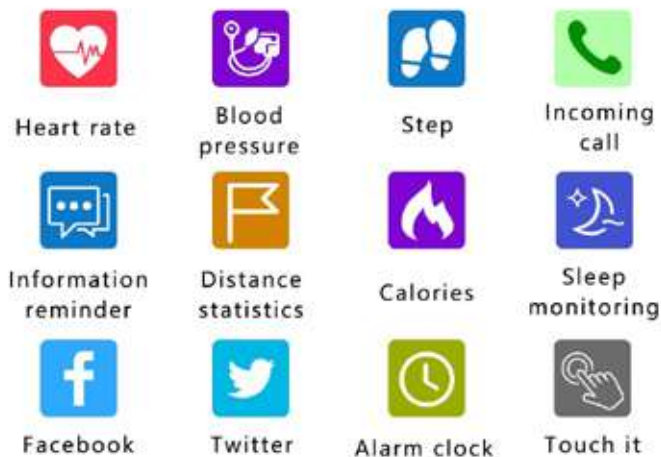 Heart rate
Blood
pressure
Step
Incoming
call
Information
reminder
Distance
statistics
Calories
Sleep
monitoring
Facebook
Twitter
Alarm clock
Touch it